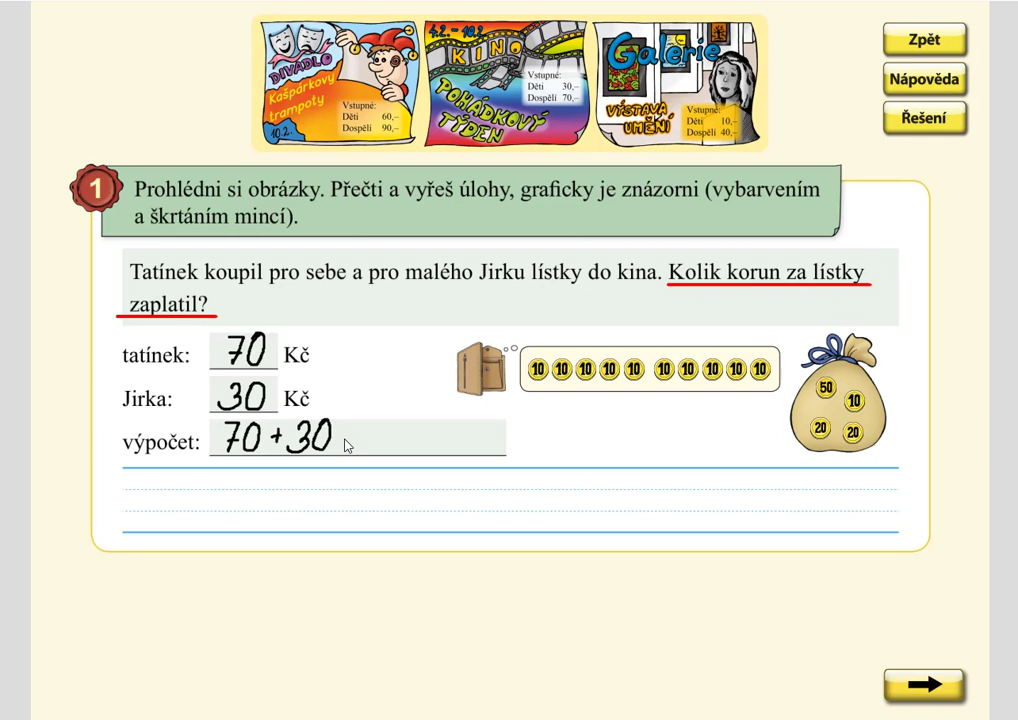 DIVADLO
Kašpárkovy
trampoty
10.2.
Vstupné:
Děti 60,–
Dospělí 90,–
4.2.–10.2.
KINO
Vstupné:
Děti 30,–
Dospělí 70,–
POHÁDKOVÝ
TÝDEN
Galerie
VÝSTAVA
UMĚNÍ
Vstupné:
Děti 10,–
Dospělí 40,–
Zpět
Nápověda
Řešení
1
Prohlédni si obrázky. Přečti a vyřeš úlohy, graficky je znázorni (vybarvením
a škrtáním mincí).
Tatínek koupil pro sebe a pro malého Jirku lístky do kina. Kolik korun za lístky
zaplatil?
tatínek: 70 Kč
Jirka: 30 Kč
výpočet: 70 + 30
10 10 10 10 10 10 10 10 10 10
50
10
20 20